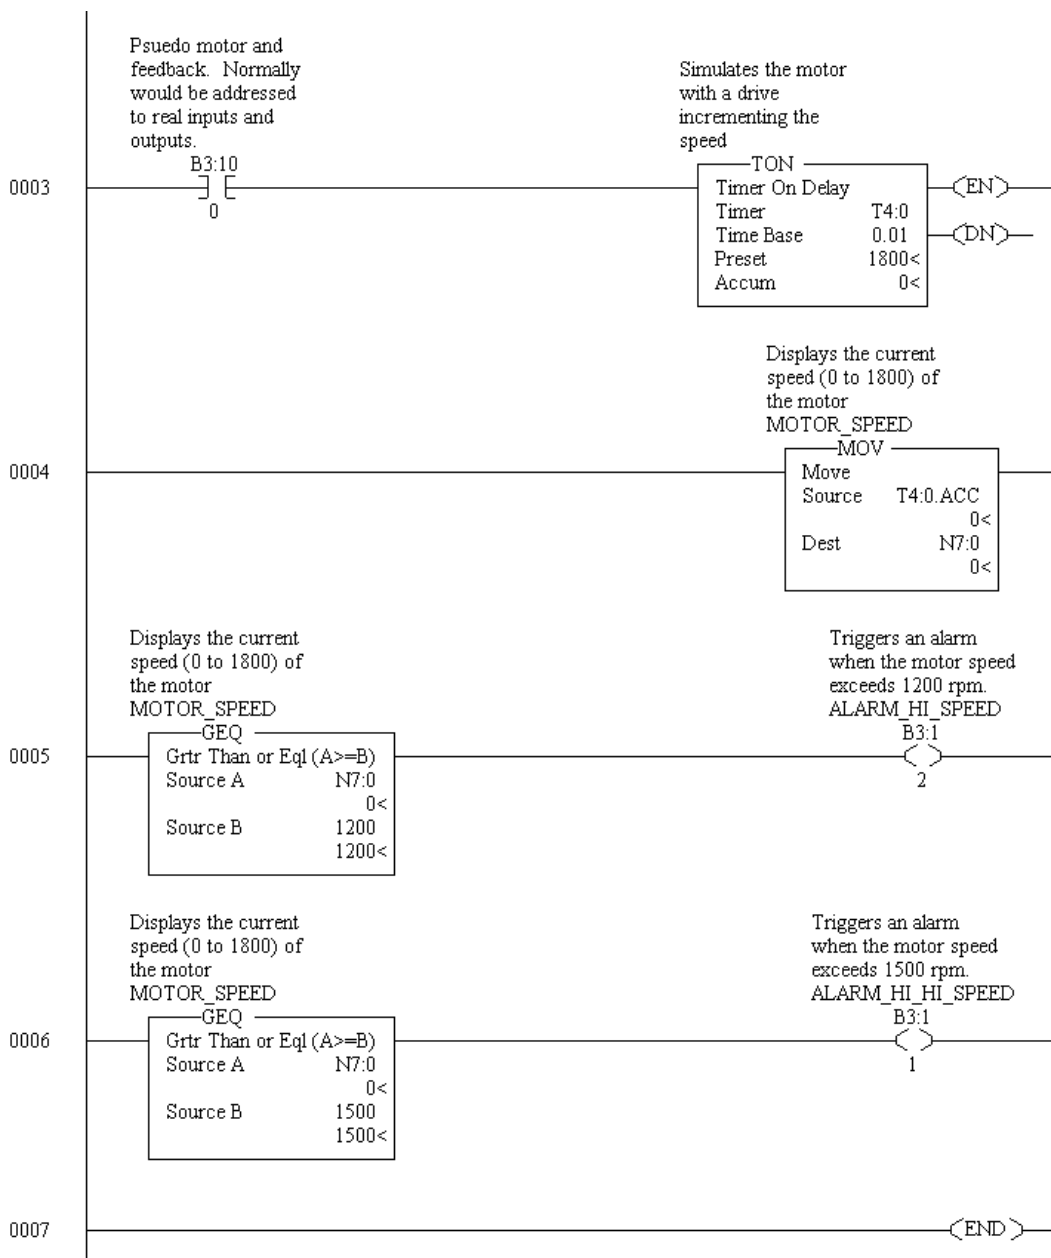 Psuedo motor and
feedback. Normally
would be addressed
to real inputs and
outputs.
B3:10
0
Simulates the motor
with a drive
incrementing the
speed
TON
0003
Timer On Delay
Timer T4:0
Time Base 0.01
Preset 1800<
Accum 0<
EN
DN
Displays the current
speed (0 to 1800) of
the motor
MOTOR_SPEED
MOV
0004
Move
Source T4:0.ACC
0<
Dest N7:0
0<
Displays the current
speed (0 to 1800) of
the motor
MOTOR_SPEED
GEQ
0005
Grtr Than or Eql (A>=B)
Source A N7:0
0<
Source B 1200
1200<
Triggers an alarm
when the motor speed
exceeds 1200 rpm.
ALARM_HI_SPEED
B3:1
2
Displays the current
speed (0 to 1800) of
the motor
MOTOR_SPEED
GEQ
0006
Grtr Than or Eql (A>=B)
Source A N7:0
0<
Source B 1500
1500<
Triggers an alarm
when the motor speed
exceeds 1500 rpm.
ALARM_HI_HI_SPEED
B3:1
1
0007
END